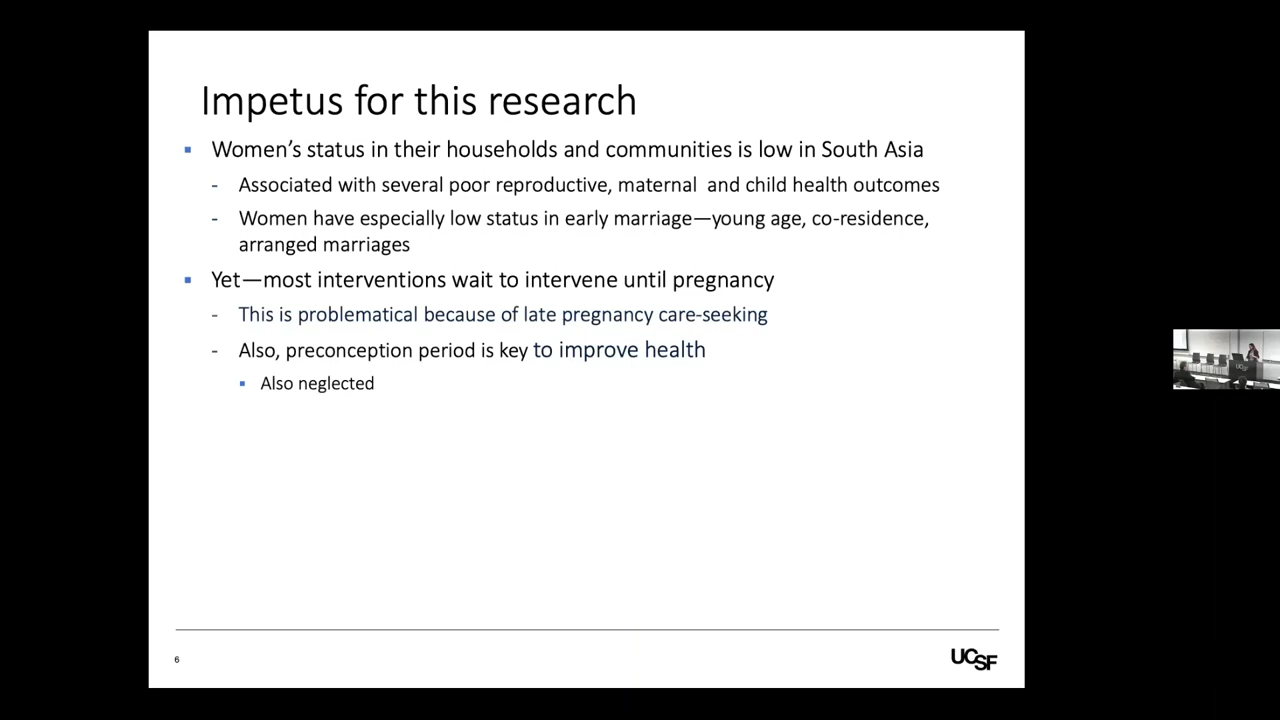 Impetus for this research
▪ Women’s status in their households and communities is low in South Asia
- Associated with several poor reproductive, maternal and child health outcomes
- Women have especially low status in early marriage—young age, co-residence,
arranged marriages
▪ Yet—most interventions wait to intervene until pregnancy
- This is problematical because of late pregnancy care-seeking
- Also, preconception period is key to improve health
▪ Also neglected
6
UCSF
UCSF